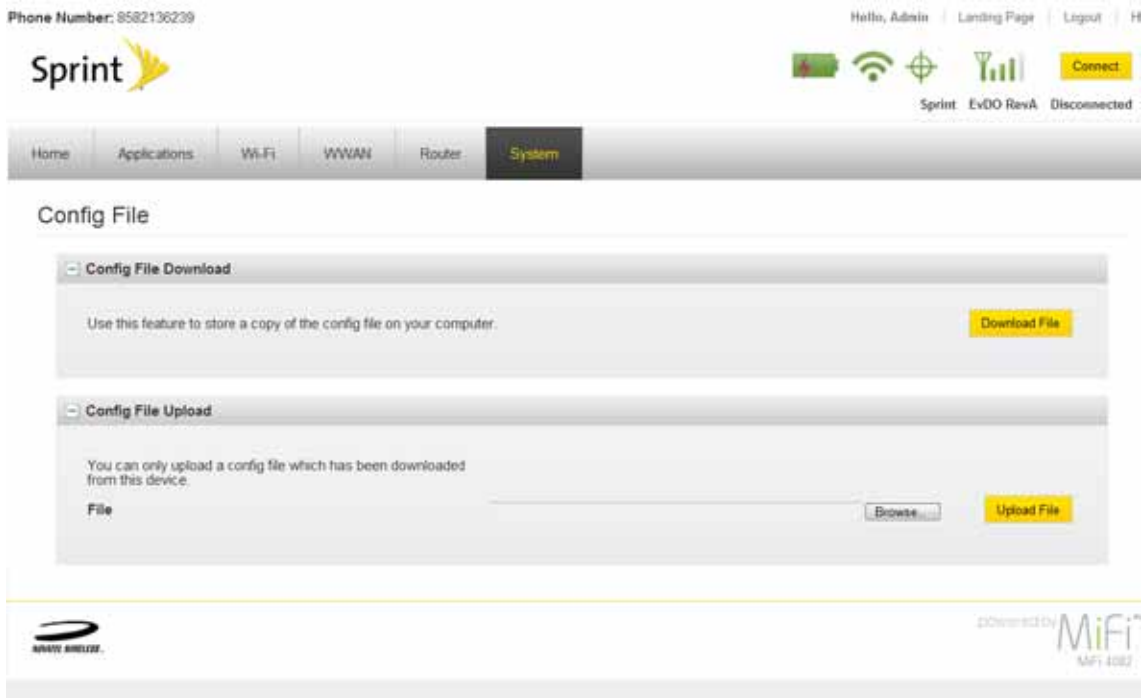 Phone Number: 8582136239
Hello, Admin | Landing Page | Logout | H
Sprint
Connect
Sprint EvDO RevA Disconnected
Home Applications Wi-Fi WWAN Router System
Config File
Config File Download
Use this feature to store a copy of the config file on your computer.
Download File
Config File Upload
You can only upload a config file which has been downloaded
from this device.
File
Browse...
Upload File
NOVATEL WIRELESS.
powered by MiFi™
MiFi 4082